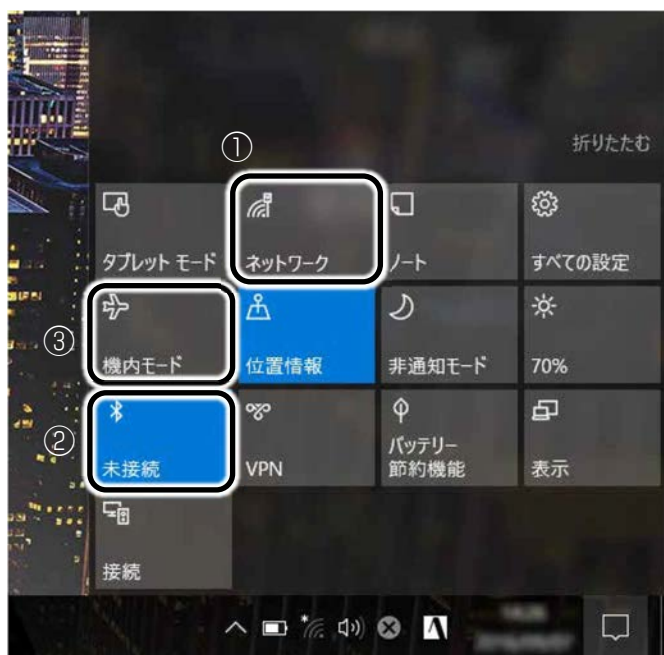 ①
折りたたむ
タブレット モード
ネットワーク
ノート
すべての設定
③
機内モード
位置情報
非通知モード
70%
②
未接続
VPN
バッテリー
節約機能
表示
接続